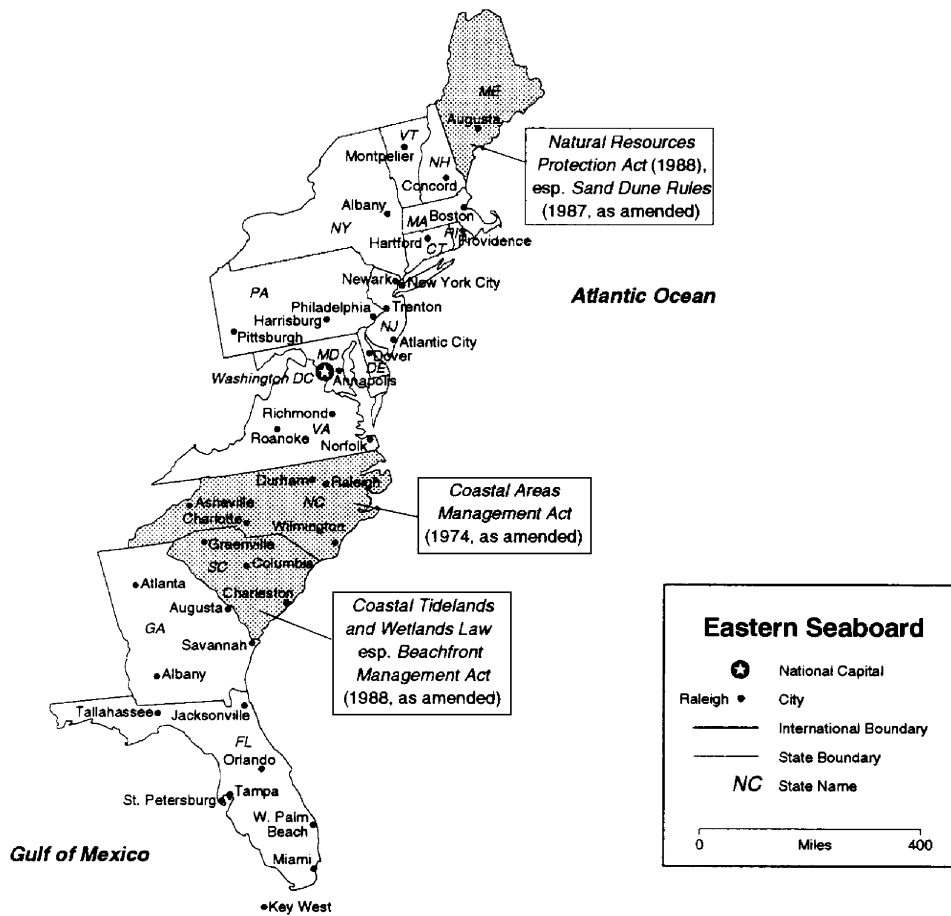 ME
Augusta
Natural Resources
Protection Act (1988),
esp. Sand Dune Rules
(1987, as amended)
VT
Montpelier
NH
Concord
Albany
NY
MA
Boston
Hartford
CT
RI
Providence
Newark
New York City
PA
Philadelphia
Trenton
Harrisburg
Pittsburgh
NJ
Atlantic City
Atlantic Ocean
MD
Dover
DE
Washington DC
Annapolis
Richmond
VA
Roanoke
Norfolk
Durham
Raleigh
Asheville
NC
Charlotte
Wilmington
Coastal Areas
Management Act
(1974, as amended)
Greenville
SC
Columbia
Atlanta
Charleston
Augusta
GA
Savannah
Albany
Coastal Tidelands
and Wetlands Law
esp. Beachfront
Management Act
(1988, as amended)
Tallahassee
Jacksonville
FL
Orlando
Tampa
St. Petersburg
W. Palm
Beach
Miami
Gulf of Mexico
Key West
Eastern Seaboard
National Capital
Raleigh
City
International Boundary
State Boundary
NC
State Name
0
Miles
400